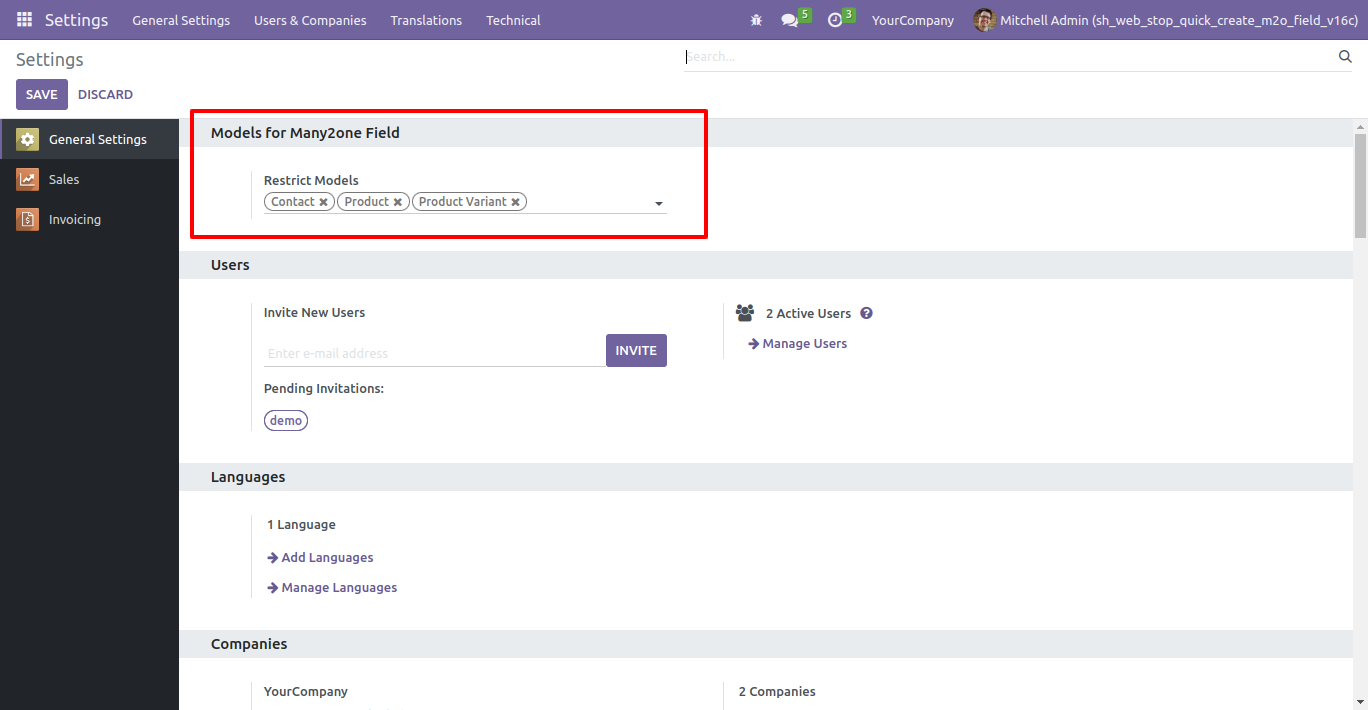 Settings General Settings Users & Companies Translations Technical 5 3 YourCompany Mitchell Admin (sh_web_stop_quick_create_m2o_field_v16c)
Settings
Search...
SAVE DISCARD
General Settings
Sales
Invoicing
Models for Many2one Field
Restrict Models
Contact Product Product Variant
Users
Invite New Users
Enter e-mail address
INVITE
Pending Invitations:
demo
2 Active Users
Manage Users
Languages
1 Language
Add Languages
Manage Languages
Companies
YourCompany
2 Companies